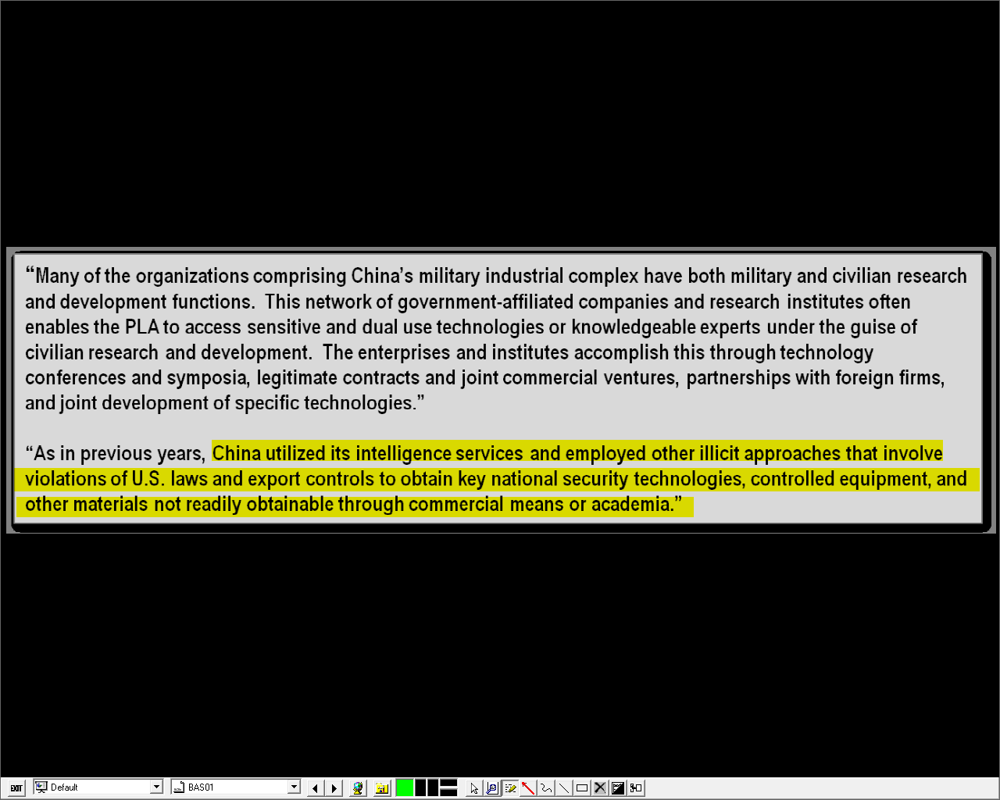 “Many of the organizations comprising China’s military industrial complex have both military and civilian research
and development functions. This network of government-affiliated companies and research institutes often
enables the PLA to access sensitive and dual use technologies or knowledgeable experts under the guise of
civilian research and development. The enterprises and institutes accomplish this through technology
conferences and symposia, legitimate contracts and joint commercial ventures, partnerships with foreign firms,
and joint development of specific technologies.”
“As in previous years, China utilized its intelligence services and employed other illicit approaches that involve
violations of U.S. laws and export controls to obtain key national security technologies, controlled equipment, and
other materials not readily obtainable through commercial means or academia.”
EXIT Default BAS01